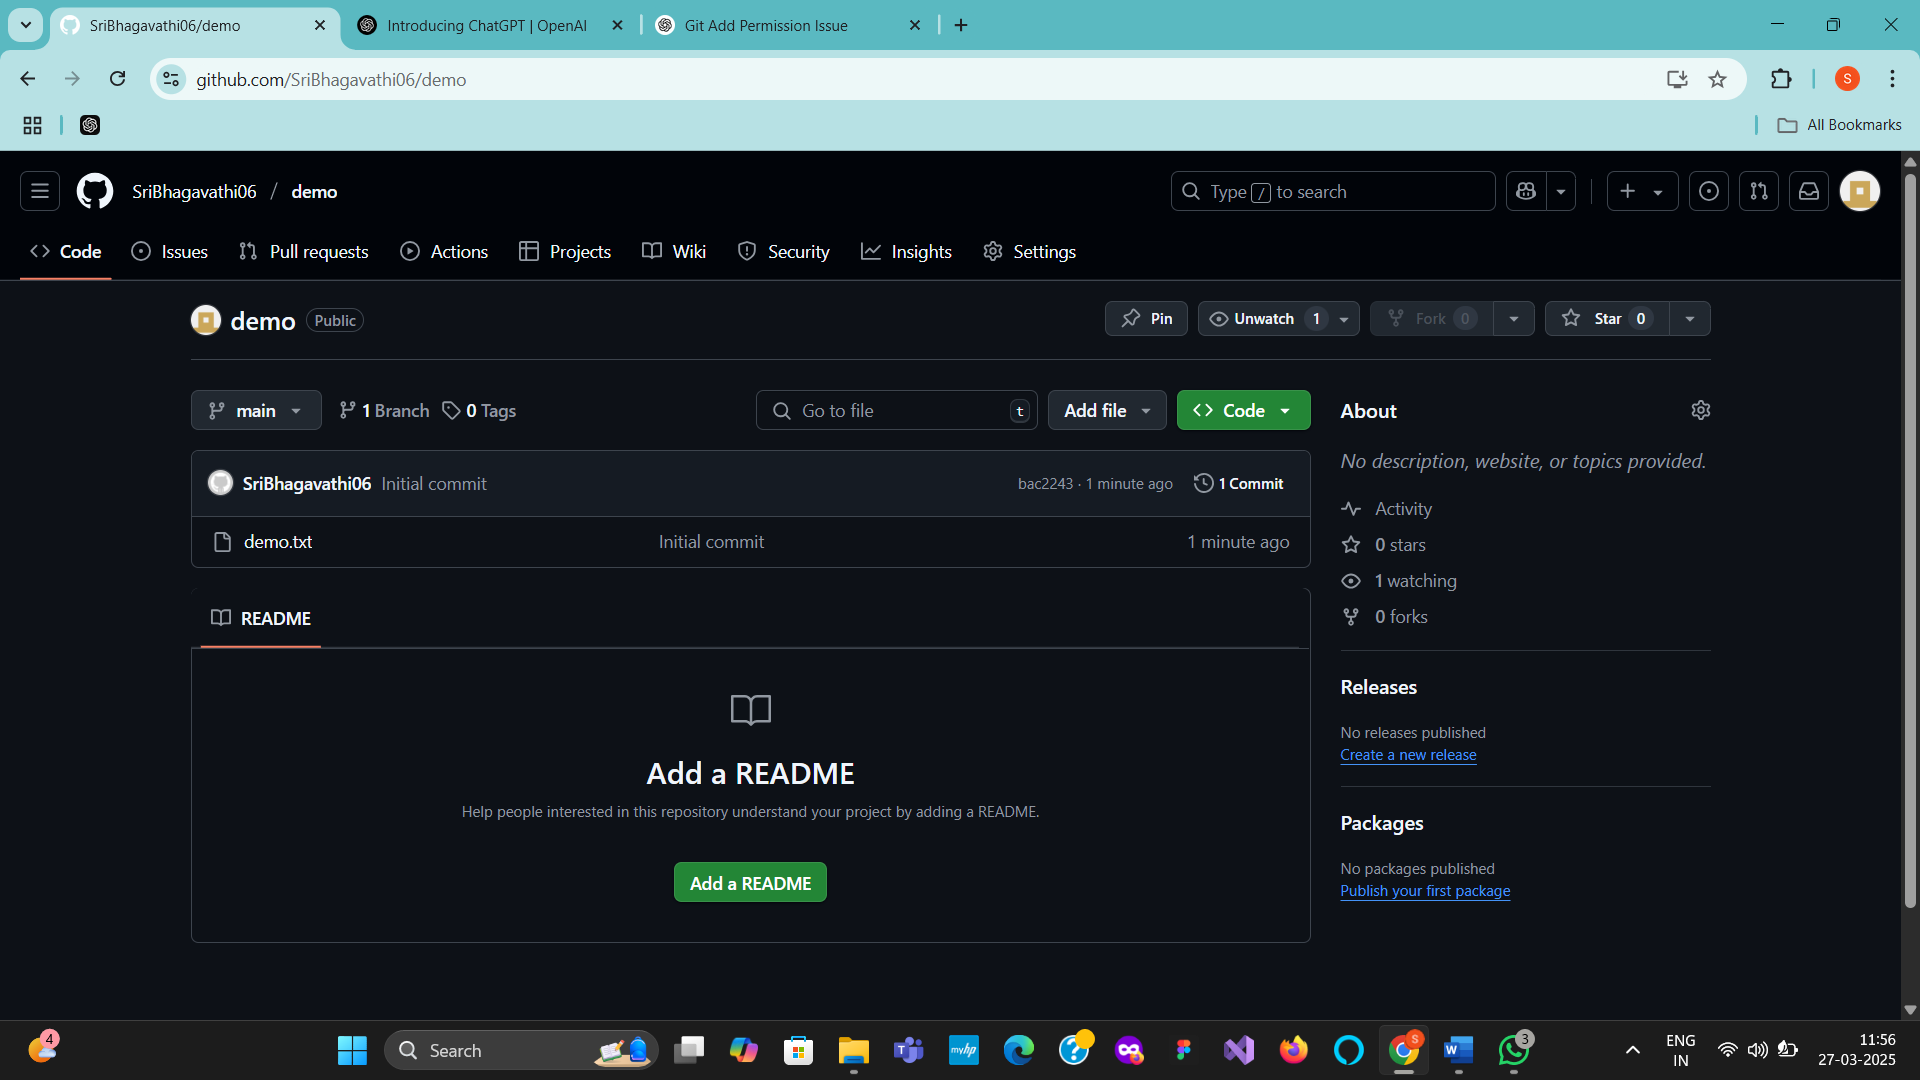 SriBhagavathi06/demo
Introducing ChatGPT | OpenAI
Git Add Permission Issue
github.com/SriBhagavathi06/demo
S
All Bookmarks
SriBhagavathi06 / demo
Type / to search
Code
Issues
Pull requests
Actions
Projects
Wiki
Security
Insights
Settings
demo
Public
Pin
Unwatch 1
Fork 0
Star 0
main
1 Branch
0 Tags
Go to file
t
Add file
Code
SriBhagavathi06 Initial commit
bac2243 · 1 minute ago
1 Commit
demo.txt
Initial commit
1 minute ago
README
Add a README
Help people interested in this repository understand your project by adding a README.
Add a README
About
No description, website, or topics provided.
Activity
0 stars
1 watching
0 forks
Releases
No releases published
Create a new release
Packages
No packages published
Publish your first package
4
Search
myhp
S
W
3
ENG
IN
11:56
27-03-2025